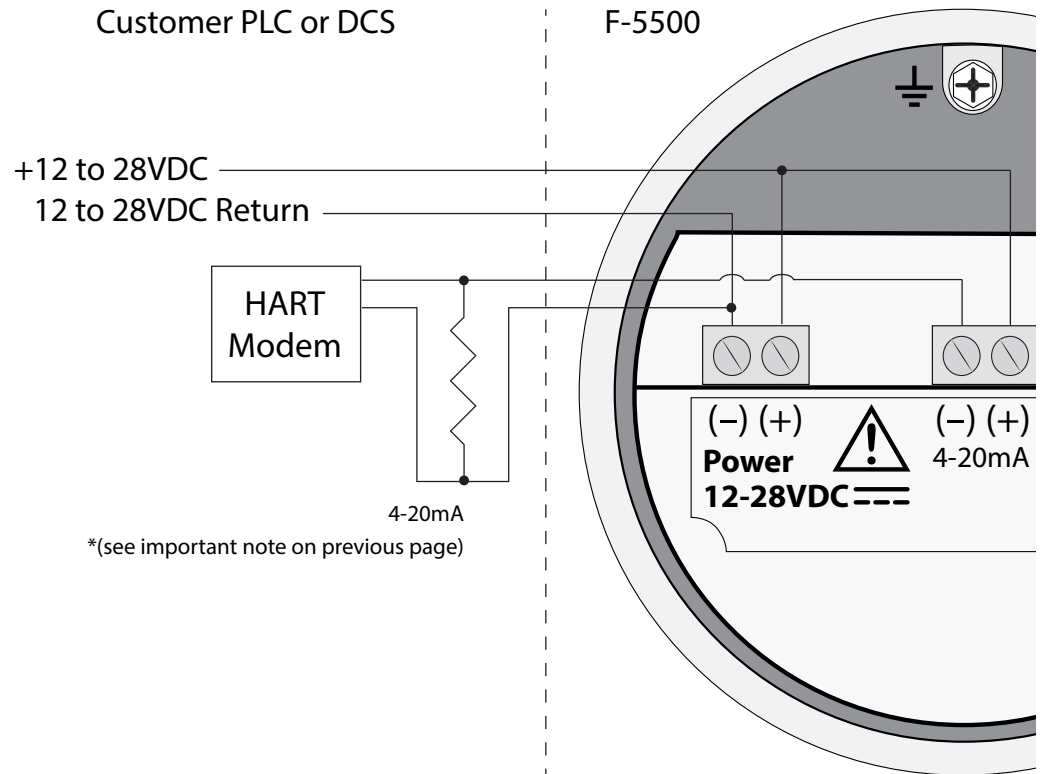 Customer PLC or DCS
F-5500
+12 to 28VDC
12 to 28VDC Return
HART
Modem
(–) (+)
Power
12-28VDC
(–) (+)
4-20mA
4-20mA
*(see important note on previous page)